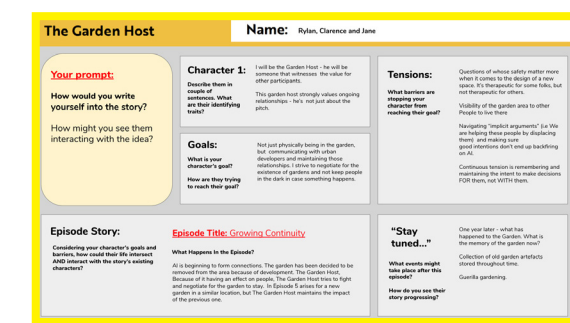 The Garden Host
Name: Rylan, Clarence and Jane
Your prompt:
How would you write
yourself into the story?
How might you see them
interacting with the idea?
Character 1:
Describe them in
couple of
sentences. What
are their identifying
traits?
I will be the Garden Host - he will be
someone that witnesses the value for
other participants.
This garden host strongly values ongoing
relationships - he's not just about the
pitch.
Goals:
What is your
character's goal?
How are they trying
to reach their goal?
Not just physically being in the garden,
but communicating with urban
developers and maintaining those
relationships. I strive to negotiate for the
existence of gardens and not keep people
in the dark in case something happens.
Tensions:
What barriers are
stopping your
character from
reaching their goal?
Questions of whose safety matter more
when it comes to the design of a new
space. It's therapeutic for some folks, but
not therapeutic for others.
Visibility of the garden area to other
People to live there
Navigating "implicit arguments" (i.e We
are helping these people by displacing
them) and making sure
good intentions don't end up backfiring
on AI.
Continuous tension is remembering and
maintaining the intent to make decisions
FOR them, not WITH them.
Episode Story:
Considering your character's goals and
barriers, how could their life intersect
AND interact with the story's existing
characters?
Episode Title: Growing Continuity
What Happens In the Episode?
AI is beginning to form connections. The garden has been decided to be
removed from the area because of development. The Garden Host,
Because of it having an effect on people, The Garden Host tries to fight
and negotiate for the garden to stay. In Episode 5 arises for a new
garden in a similar location, but The Garden Host maintains the impact
of the previous one.
"Stay
tuned..."
What events might
take place after this
episode?
How do you see their
story progressing?
One year later - what has
happened to the Garden. What is
the memory of the garden now?
Collection of old garden artefacts
stored throughout time.
Guerilla gardening.